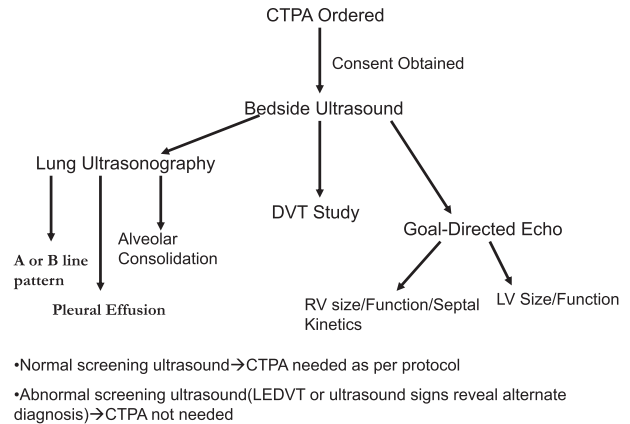 CTPA Ordered
Consent Obtained
Bedside Ultrasound
Lung Ultrasonography
DVT Study
Goal-Directed Echo
A or B line
pattern
Alveolar
Consolidation
Pleural Effusion
RV size/Function/Septal
Kinetics
LV Size/Function
•Normal screening ultrasound→CTPA needed as per protocol
•Abnormal screening ultrasound(LEDVT or ultrasound signs reveal alternate
diagnosis)→CTPA not needed